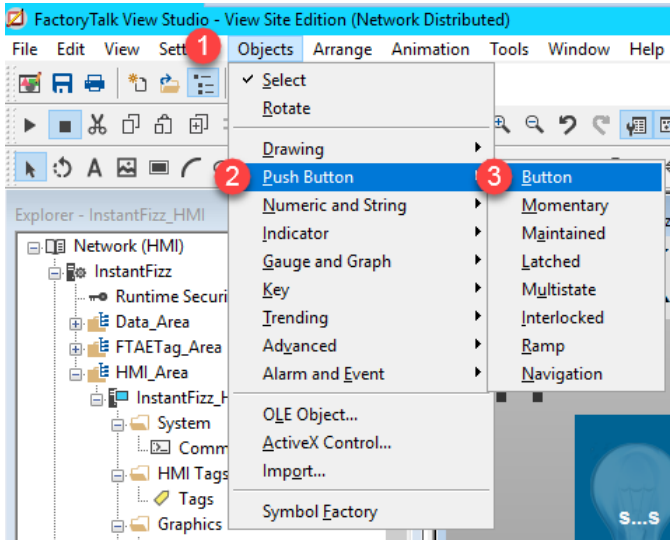 FactoryTalk View Studio - View Site Edition (Network Distributed)
File Edit View Sett 1 Objects Arrange Animation Tools Window Help
Select
Rotate
Drawing
2 Push Button 3 Button
Numeric and String Momentary
Indicator Maintained
Gauge and Graph Latched
Key Multistate
Trending Interlocked
Advanced Ramp
Alarm and Event Navigation
OLE Object...
ActiveX Control...
Import...
Symbol Factory
Explorer - InstantFizz_HMI
Network (HMI)
InstantFizz
Runtime Securi
Data_Area
FTAETag_Area
HMI_Area
InstantFizz_H
System
Comm
HMI Tags
Tags
Graphics
S...S